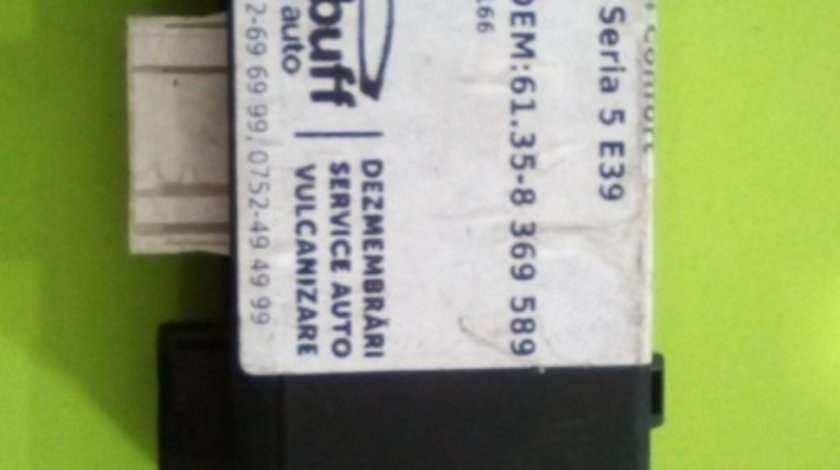 Seria 5 E39
OEM:61.35-8 369 589
166
buff
auto
DEZMEMBRĂRI
SERVICE AUTO
VULCANIZARE
2-69 69 99, 0752-49 49 99